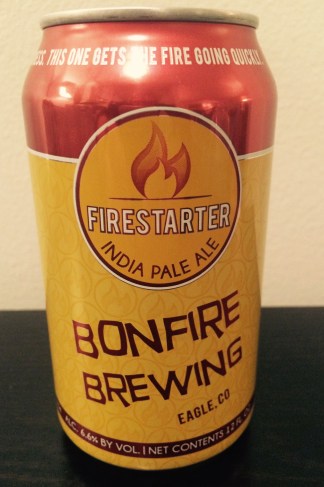 THIS ONE GETS THE FIRE GOING QUICKLY.
FIRESTARTER
INDIA PALE ALE
BONFIRE
BREWING
EAGLE, CO
ALC. 6.6% BY VOL. | NET CONTENTS 12 FL